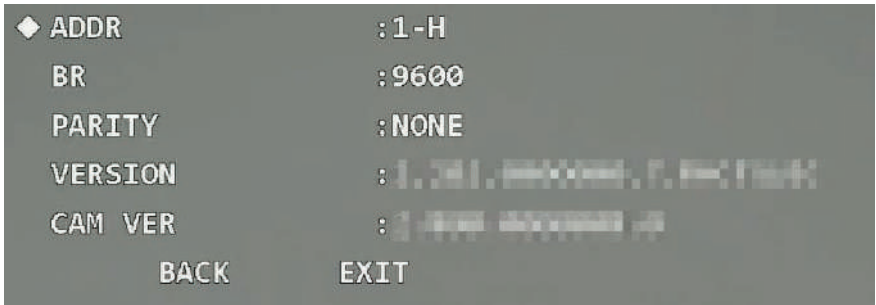 ADDR :1-H
BR :9600
PARITY :NONE
VERSION :
CAM VER :
BACK EXIT